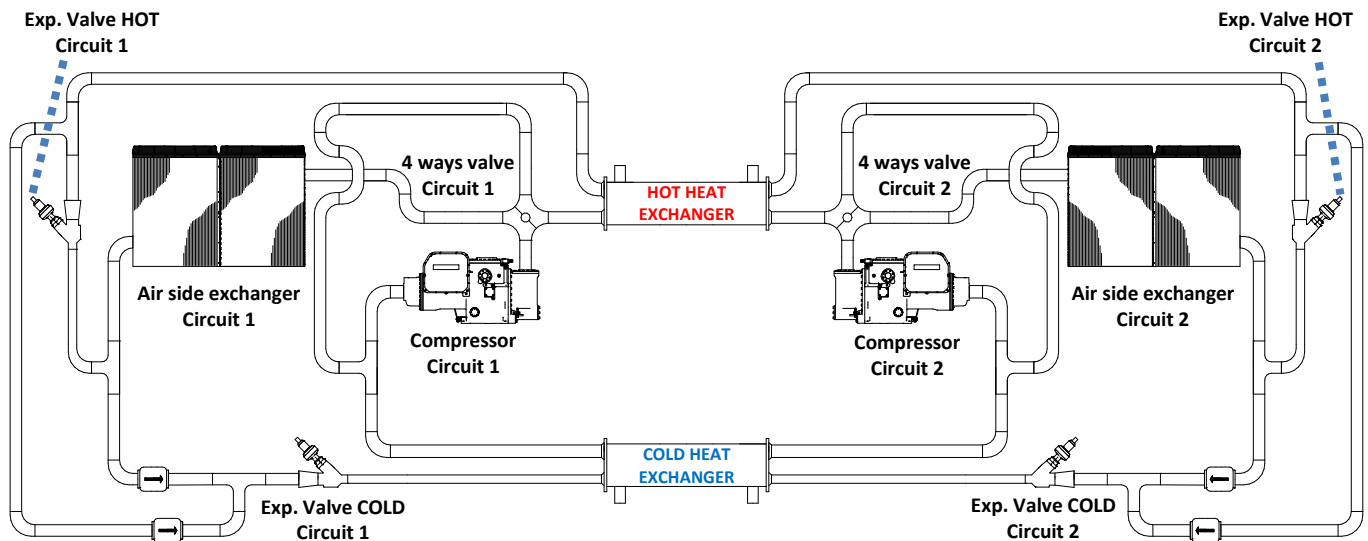 Exp. Valve HOT
Circuit 1
Exp. Valve HOT
Circuit 2
4 ways valve
Circuit 1
4 ways valve
Circuit 2
HOT HEAT
EXCHANGER
Air side exchanger
Circuit 1
Compressor
Circuit 1
Compressor
Circuit 2
Air side exchanger
Circuit 2
COLD HEAT
EXCHANGER
Exp. Valve COLD
Circuit 1
Exp. Valve COLD
Circuit 2